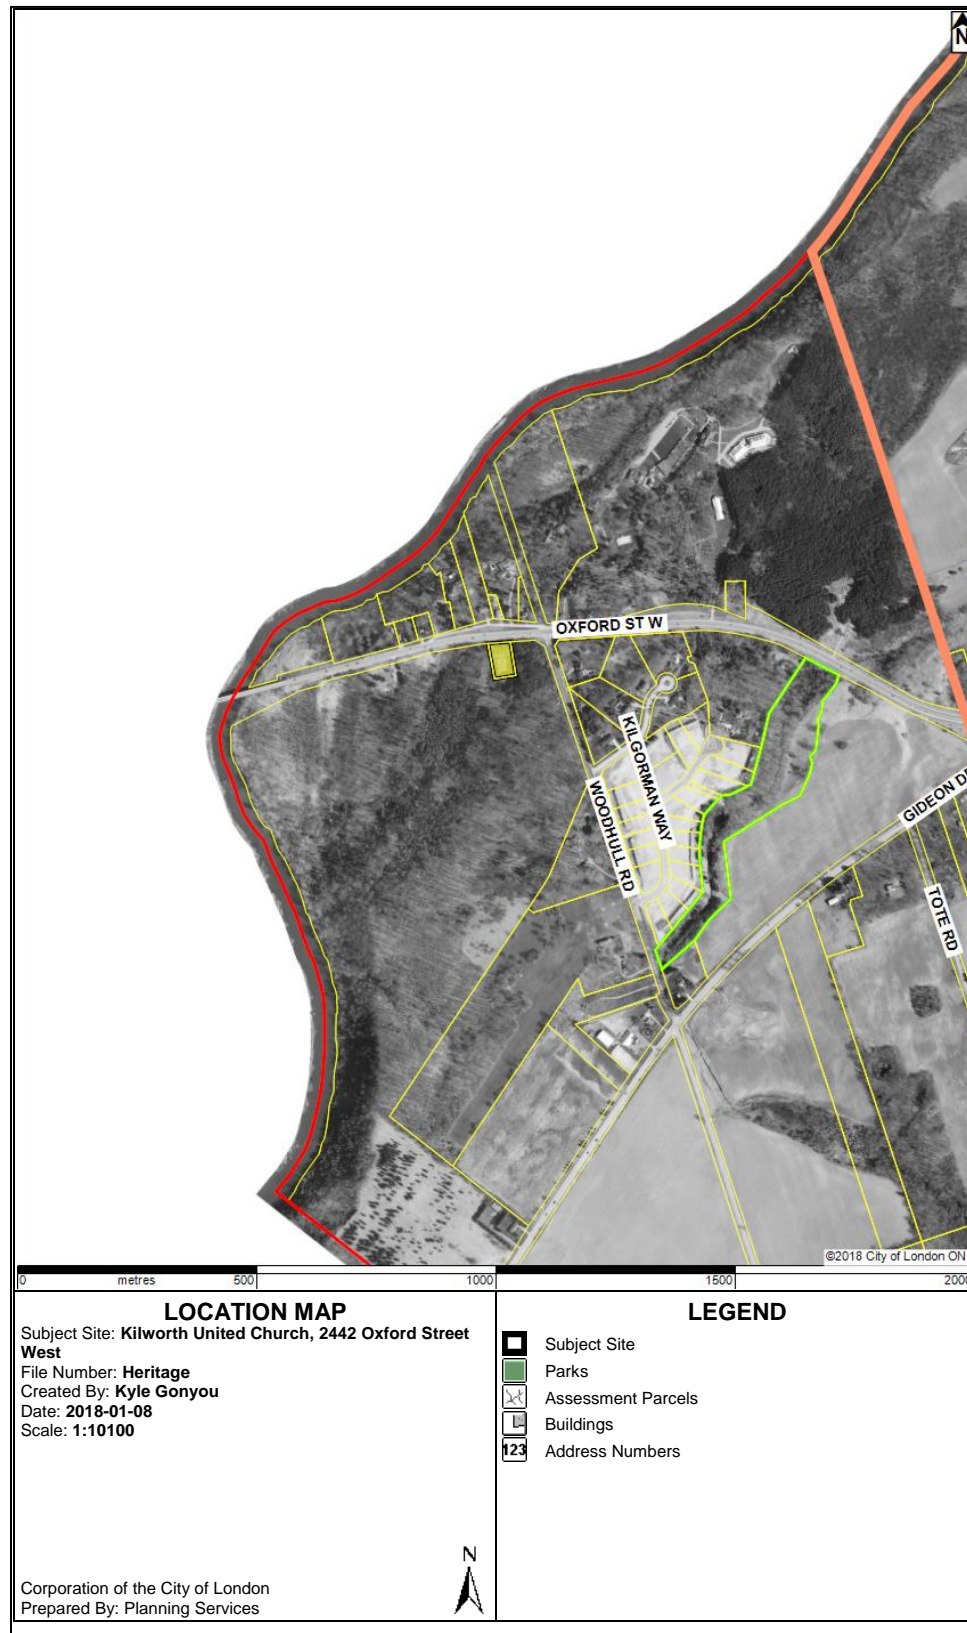 N
OXFORD ST W
KILGORMAN WAY
WOODHULL RD
GIDEON D
TOTE RD
©2018 City of London ON
0 metres 500 1000 1500 2000
LOCATION MAP
Subject Site: Kilworth United Church, 2442 Oxford Street
West
File Number: Heritage
Created By: Kyle Gonyou
Date: 2018-01-08
Scale: 1:10100
N
Corporation of the City of London
Prepared By: Planning Services
LEGEND
Subject Site
Parks
Assessment Parcels
Buildings
123 Address Numbers